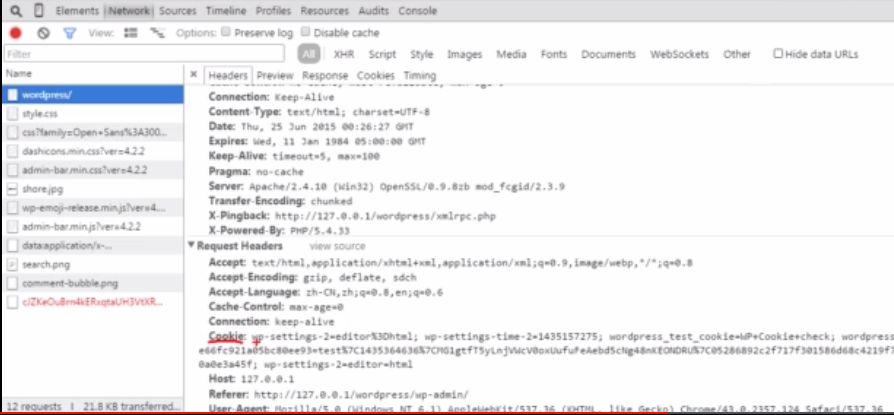 Elements Network Sources Timeline Profiles Resources Audits Console
View: Options: Preserve log Disable cache
Filter All XHR Script Style Images Media Fonts Documents WebSockets Other Hide data URLs
Name
× Headers Preview Response Cookies Timing
wordpress/
style.css
css?family=Open+Sans%3A300...
dashicons.min.css?ver=4.2.2
admin-bar.min.css?ver=4.2.2
shore.jpg
wp-emoji-release.min.js?ver=4....
admin-bar.min.js?ver=4.2.2
data:application/x-...
search.png
comment-bubble.png
12 requests | 21.8 KB transferred...
Connection: Keep-Alive
Content-Type: text/html; charset=UTF-8
Date: Thu, 25 Jun 2015 00:26:27 GMT
Expires: Wed, 11 Jan 1984 05:00:00 GMT
Keep-Alive: timeout=5, max=100
Pragma: no-cache
Server: Apache/2.4.10 (Win32) OpenSSL/0.9.8zb mod_fcgid/2.3.9
Transfer-Encoding: chunked
X-Pingback: http://127.0.0.1/wordpress/xmlrpc.php
X-Powered-By: PHP/5.4.33
Request Headers view source
Accept: text/html,application/xhtml+xml,application/xml;q=0.9,image/webp,*/*;q=0.8
Accept-Encoding: gzip, deflate, sdch
Accept-Language: zh-CN,zh;q=0.8,en;q=0.6
Cache-Control: max-age=0
Connection: keep-alive
Cookie: wp-settings-2=editor%3Dhtml; wp-settings-time-2=1435157275; wordpress_test_cookie=WP+Cookie+check; wordpress
0a0e3a45f; wp-settings-2=editor=html
Host: 127.0.0.1
Referer: http://127.0.0.1/wordpress/wp-admin/
User-Agent: Mozilla/5.0 (Windows NT 6.1) AppleWebKit/537.36 (KHTML, like Gecko) Chrome/43.0.2357.124 Safari/537.36